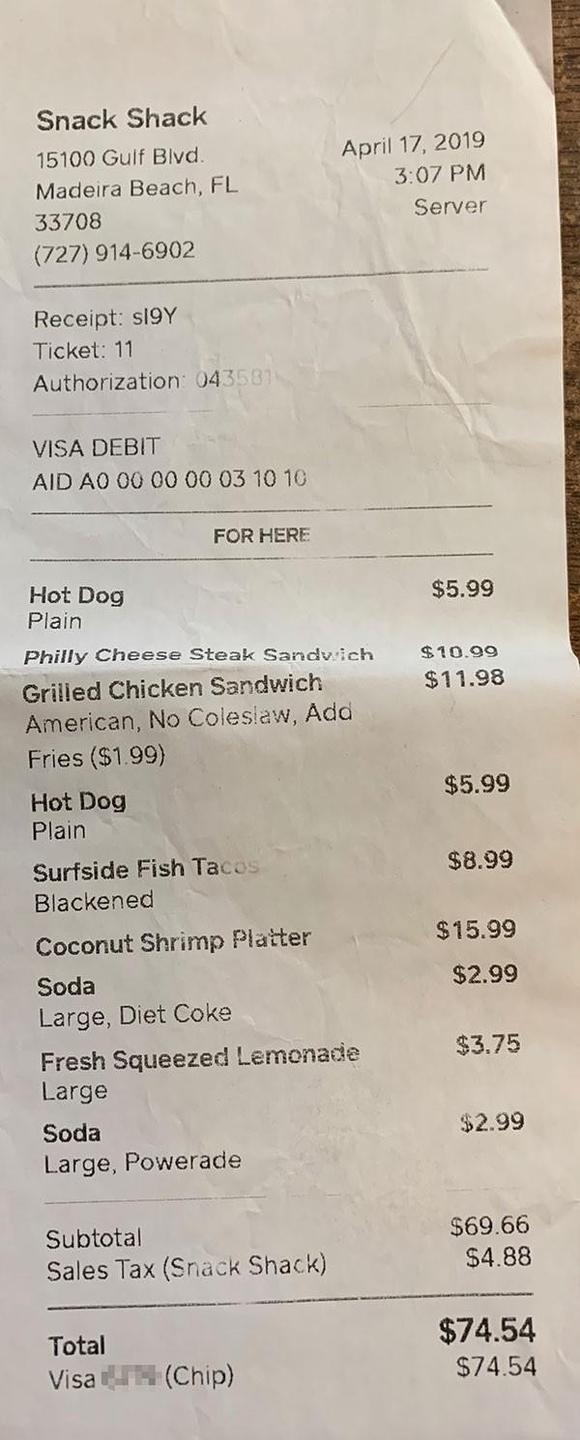 Snack Shack
15100 Gulf Blvd.
Madeira Beach, FL
33708
(727) 914-6902
April 17, 2019
3:07 PM
Server
Receipt: sI9Y
Ticket: 11
Authorization: 043581
VISA DEBIT
AID A0 00 00 00 03 10 10
FOR HERE
Hot Dog $5.99
Plain
Philly Cheese Steak Sandwich $10.99
Grilled Chicken Sandwich $11.98
American, No Coleslaw, Add
Fries ($1.99)
Hot Dog $5.99
Plain
Surfside Fish Tacos $8.99
Blackened
Coconut Shrimp Platter $15.99
Soda $2.99
Large, Diet Coke
Fresh Squeezed Lemonade $3.75
Large
Soda $2.99
Large, Powerade
Subtotal $69.66
Sales Tax (Snack Shack) $4.88
Total $74.54
Visa (Chip) $74.54